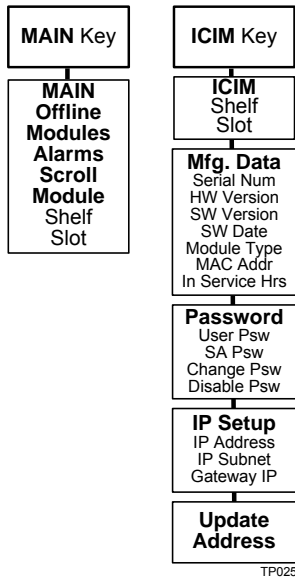 MAIN Key
MAIN
Offline
Modules
Alarms
Scroll
Module
Shelf
Slot
ICIM Key
ICIM
Shelf
Slot
Mfg. Data
Serial Num
HW Version
SW Version
SW Date
Module Type
MAC Addr
In Service Hrs
Password
User Psw
SA Psw
Change Psw
Disable Psw
IP Setup
IP Address
IP Subnet
Gateway IP
Update
Address
TP025